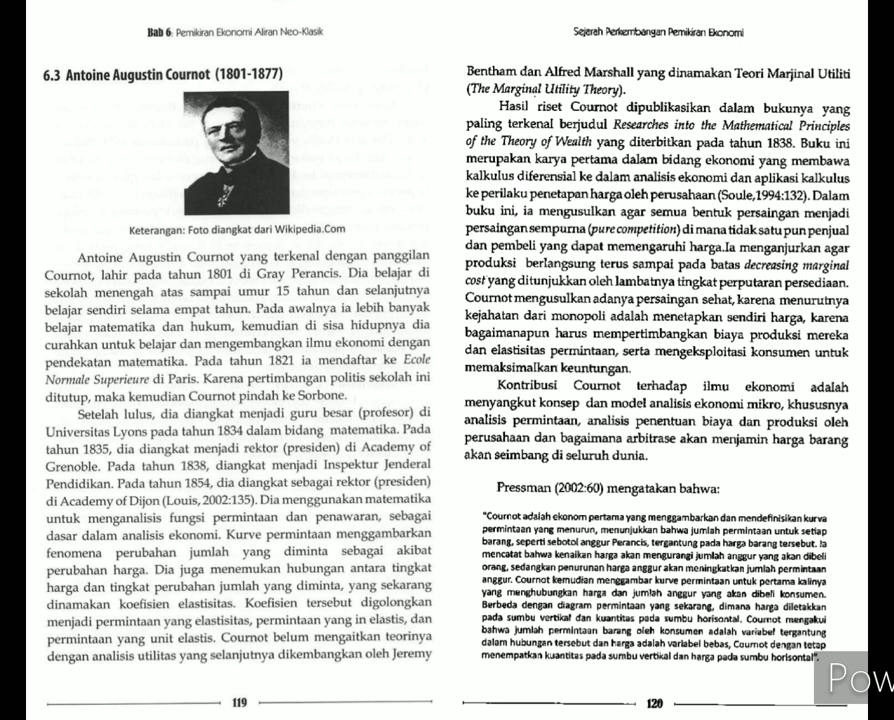 Bab 6: Pemikiran Ekonomi Aliran Neo-Klasik
6.3 Antoine Augustin Cournot (1801-1877)
Keterangan: Foto diangkat dari Wikipedia.Com
Antoine Augustin Cournot yang terkenal dengan panggilan
Cournot, lahir pada tahun 1801 di Gray Perancis. Dia belajar di
sekolah menengah atas sampai umur 15 tahun dan selanjutnya
belajar sendiri selama empat tahun. Pada awalnya ia lebih banyak
belajar matematika dan hukum, kemudian di sisa hidupnya dia
curahkan untuk belajar dan mengembangkan ilmu ekonomi dengan
pendekatan matematika. Pada tahun 1821 ia mendaftar ke Ecole
Normale Superieure di Paris. Karena pertimbangan politis sekolah ini
ditutup, maka kemudian Cournot pindah ke Sorbone.
Setelah lulus, dia diangkat menjadi guru besar (profesor) di
Universitas Lyons pada tahun 1834 dalam bidang matematika. Pada
tahun 1835, dia diangkat menjadi rektor (presiden) di Academy of
Grenoble. Pada tahun 1838, diangkat menjadi Inspektur Jenderal
Pendidikan. Pada tahun 1854, dia diangkat sebagai rektor (presiden)
di Academy of Dijon (Louis, 2002:135). Dia menggunakan matematika
untuk menganalisis fungsi permintaan dan penawaran, sebagai
dasar dalam analisis ekonomi. Kurve permintaan menggambarkan
fenomena perubahan jumlah yang diminta sebagai akibat
perubahan harga. Dia juga menemukan hubungan antara tingkat
harga dan tingkat perubahan jumlah yang diminta, yang sekarang
dinamakan koefisien elastisitas. Koefisien tersebut digolongkan
menjadi permintaan yang elastisitas, permintaan yang in elastis, dan
permintaan yang unit elastis. Cournot belum mengaitkan teorinya
dengan analisis utilitas yang selanjutnya dikembangkan oleh Jeremy
119
Sejerah Perkembangan Pemikiran Ekonomi
Bentham dan Alfred Marshall yang dinamakan Teori Marjinal Utiliti
(The Marginal Utility Theory).
Hasil riset Cournot dipublikasikan dalam bukunya yang
paling terkenal berjudul Researches into the Mathematical Principles
of the Theory of Wealth yang diterbitkan pada tahun 1838. Buku ini
merupakan karya pertama dalam bidang ekonomi yang membawa
kalkulus diferensial ke dalam analisis ekonomi dan aplikasi kalkulus
ke perilaku penetapan harga oleh perusahaan (Soule,1994:132). Dalam
buku ini, ia mengusulkan agar semua bentuk persaingan menjadi
persaingan sempurna (pure competition) di mana tidak satu pun penjual
dan pembeli yang dapat memengaruhi harga.Ia menganjurkan agar
produksi berlangsung terus sampai pada batas decreasing marginal
cost yang ditunjukkan oleh lambatnya tingkat perputaran persediaan.
Cournot mengusulkan adanya persaingan sehat, karena menurutnya
kejahatan dari monopoli adalah menetapkan sendiri harga, karena
bagaimanapun harus mempertimbangkan biaya produksi mereka
dan elastisitas permintaan, serta mengeksploitasi konsumen untuk
memaksimalkan keuntungan.
Kontribusi Cournot terhadap ilmu ekonomi adalah
menyangkut konsep dan model analisis ekonomi mikro, khususnya
analisis permintaan, analisis penentuan biaya dan produksi oleh
perusahaan dan bagaimana arbitrase akan menjamin harga barang
akan seimbang di seluruh dunia.
Pressman (2002:60) mengatakan bahwa:
"Cournot adalah ekonom pertama yang menggambarkan dan mendefinisikan kurva
permintaan yang menurun, menunjukkan bahwa jumlah permintaan untuk setiap
barang, seperti sebotol anggur Perancis, tergantung pada harga barang tersebut. Ia
mencatat bahwa kenaikan harga akan mengurangi jumlah anggur yang akan dibeli
orang, sedangkan penurunan harga anggur akan meningkatkan jumlah permintaan
anggur. Cournot kemudian menggambar kurve permintaan untuk pertama kalinya
yang menghubungkan harga dan jumlah anggur yang akan dibeli konsumen.
Berbeda dengan diagram permintaan yang sekarang, dimana harga diletakkan
pada sumbu vertikal dan kuantitas pada sumbu horisontal. Cournot mengakui
bahwa jumlah permintaan barang oleh konsumen adalah variabel tergantung
dalam hubungan tersebut dan harga adalah variabel bebas, Cournot dengan tetap
menempatkan kuantitas pada sumbu vertikal dan harga pada sumbu horisontal".
120
Pow